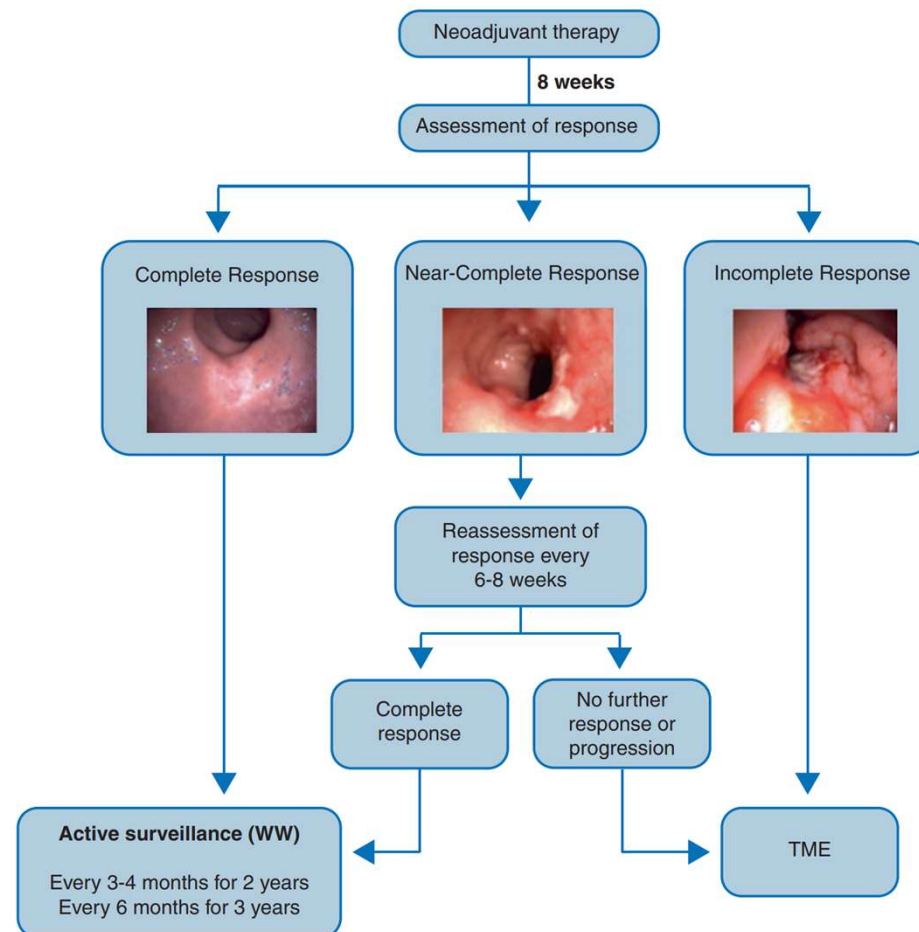 Neoadjuvant therapy
8 weeks
Assessment of response
Complete Response
Near-Complete Response
Incomplete Response
Reassessment of
response every
6-8 weeks
Complete
response
No further
response or
progression
Active surveillance (WW)
Every 3-4 months for 2 years
Every 6 months for 3 years
TME